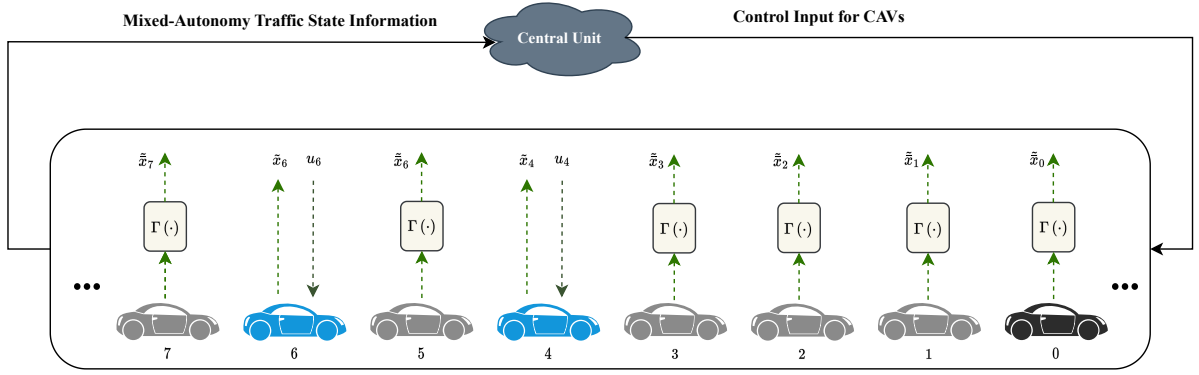 Mixed-Autonomy Traffic State Information
Control Input for CAVs
Central Unit
x̃̄₇ x̃₆ u₆ x̃̄₆ x̃₄ u₄ x̃̄₃ x̃̄₂ x̃̄₁ x̃̄₀
Γ(·) Γ(·) Γ(·) Γ(·) Γ(·) Γ(·)
••• •••
7 6 5 4 3 2 1 0